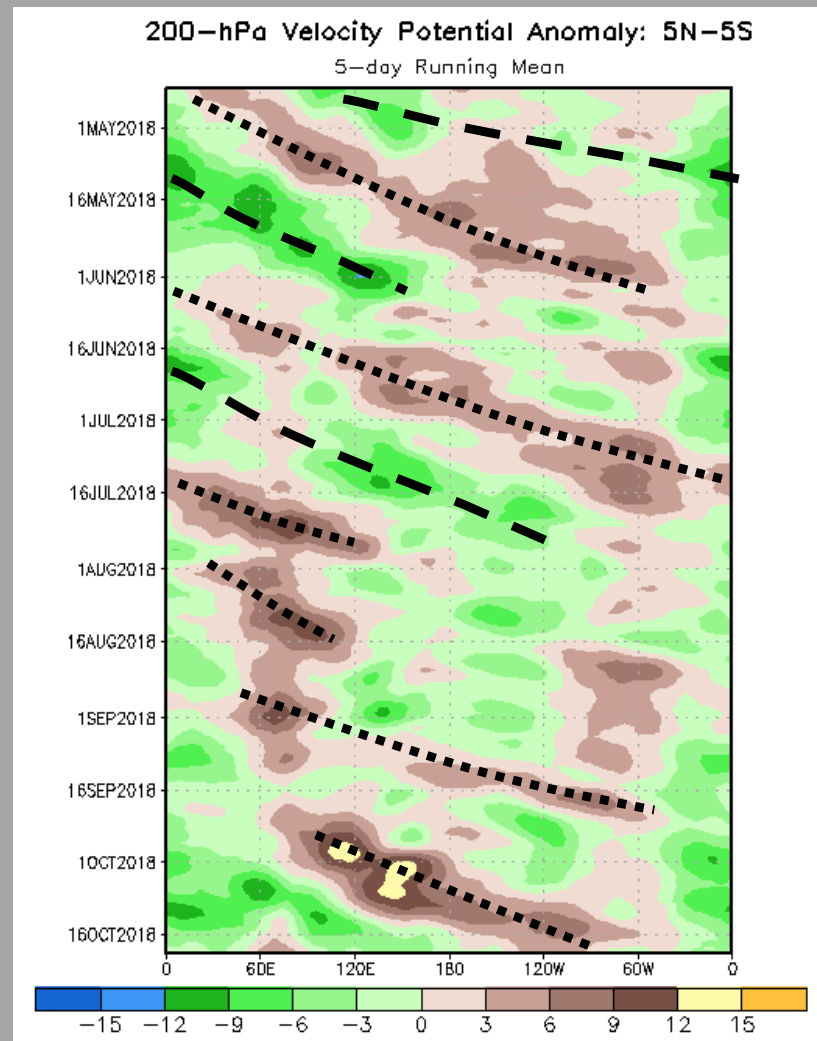 200-hPa Velocity Potential Anomaly: 5N-5S
5-day Running Mean
1MAY2018
16MAY2018
1JUN2018
16JUN2018
1JUL2018
16JUL2018
1AUG2018
16AUG2018
1SEP2018
16SEP2018
1OCT2018
16OCT2018
0 60E 120E 180 120W 60W 0
-15 -12 -9 -6 -3 0 3 6 9 12 15